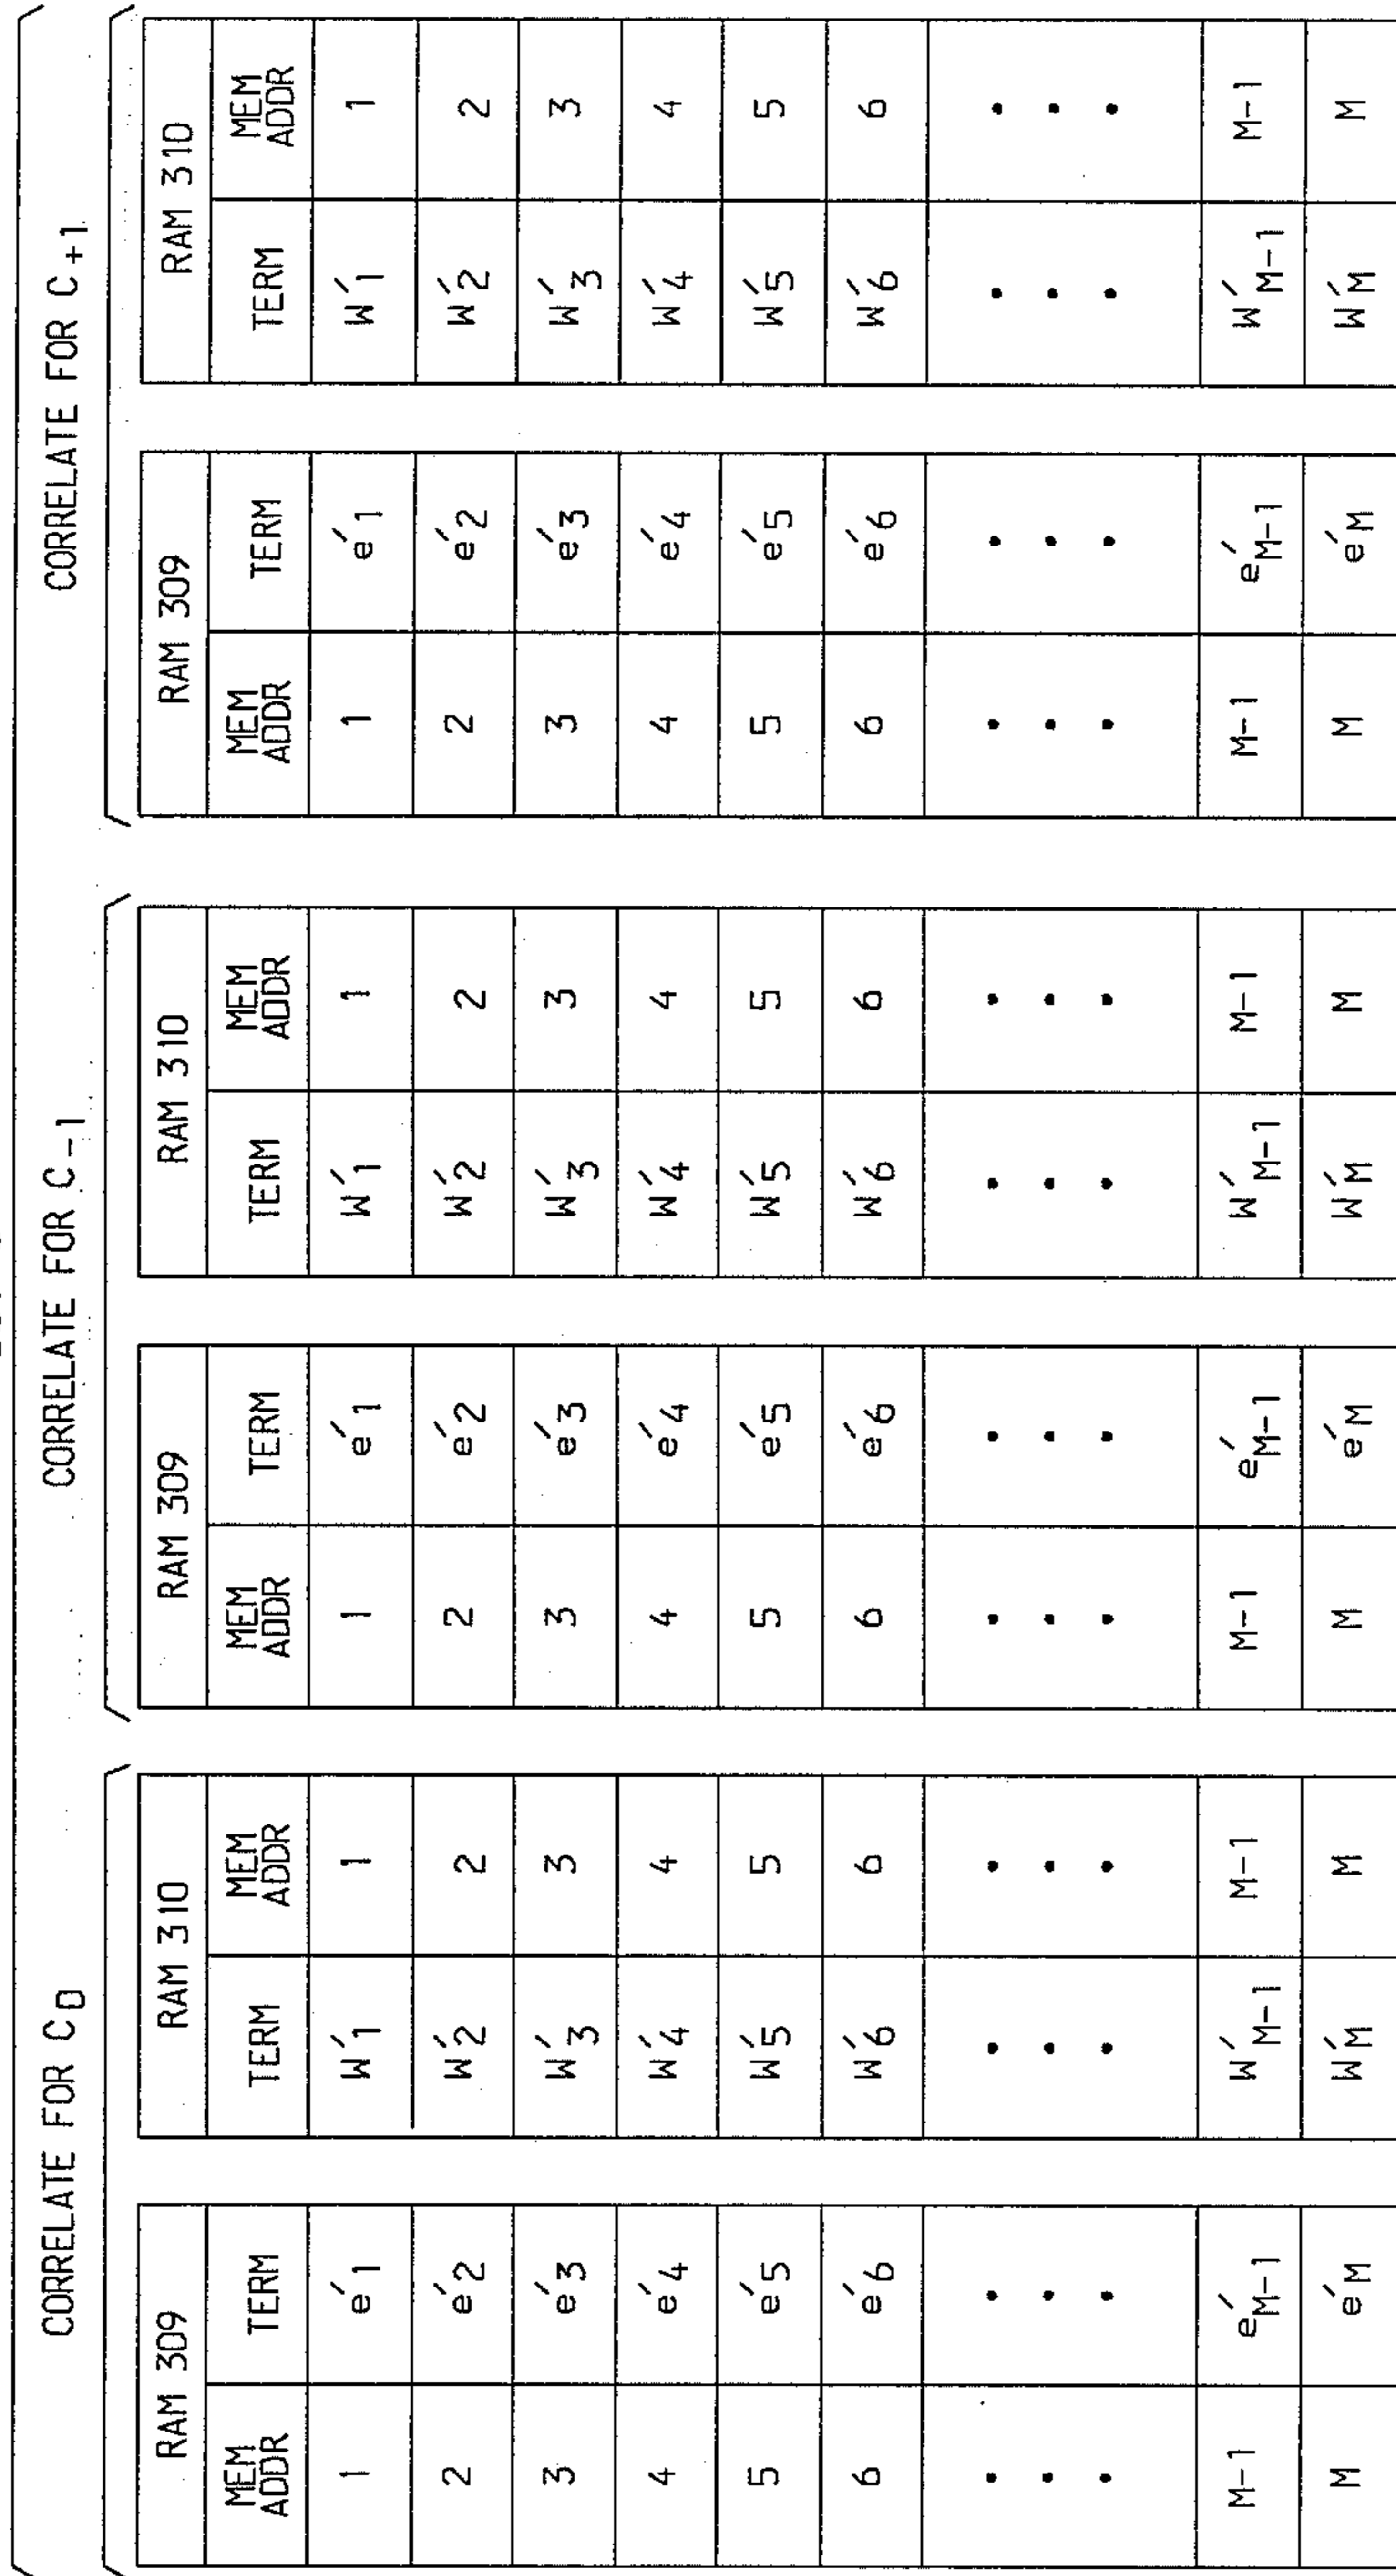 CORRELATE FOR C0 CORRELATE FOR C-1 CORRELATE FOR C+1
RAM 309 RAM 310 RAM 309 RAM 310 RAM 309 RAM 310
MEM ADDR TERM TERM MEM ADDR MEM ADDR TERM TERM MEM ADDR MEM ADDR TERM TERM MEM ADDR
1 e′1 W′1 1 1 e′1 W′1 1 1 e′1 W′1 1
2 e′2 W′2 2 2 e′2 W′2 2 2 e′2 W′2 2
3 e′3 W′3 3 3 e′3 W′3 3 3 e′3 W′3 3
4 e′4 W′4 4 4 e′4 W′4 4 4 e′4 W′4 4
5 e′5 W′5 5 5 e′5 W′5 5 5 e′5 W′5 5
6 e′6 W′6 6 6 e′6 W′6 6 6 e′6 W′6 6
M-1 e′M-1 W′M-1 M-1 M-1 e′M-1 W′M-1 M-1 M-1 e′M-1 W′M-1 M-1
M e′M W′M M M e′M W′M M M e′M W′M M